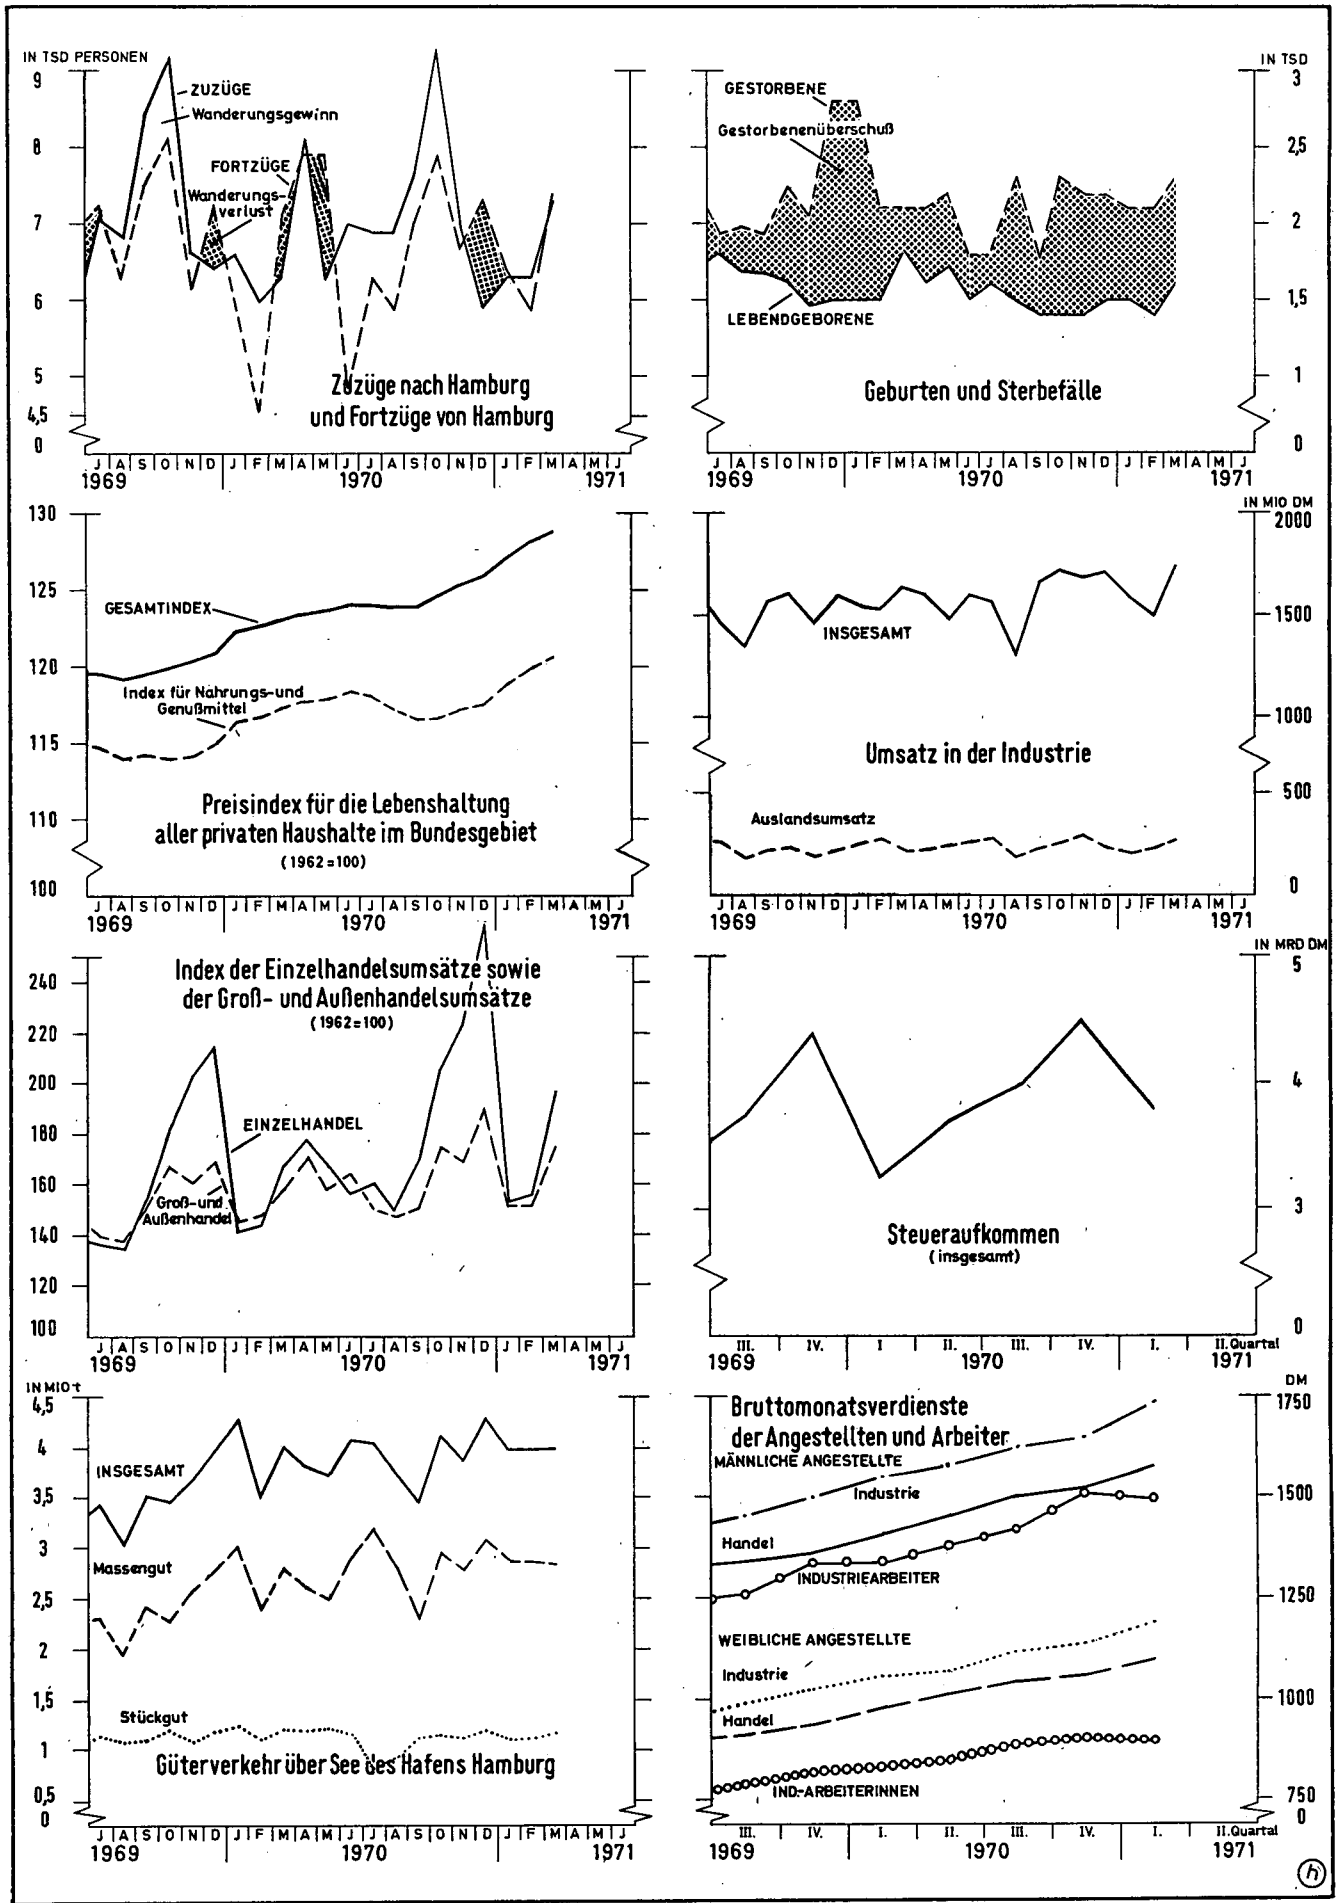 IN TSD PERSONEN
9
8
7
6
5
4,5
0
ZUZÜGE
Wanderungsgewinn
FORTZÜGE
Wanderungs-
verlust
Zuzüge nach Hamburg
und Fortzüge von Hamburg
J A S O N D J F M A M J J A S O N D J F M A M J
1969 1970 1971
IN TSD
3
2,5
2
1,5
1
0
GESTORBENE
Gestorbenenüberschuß
LEBENDGEBORENE
Geburten und Sterbefälle
J A S O N D J F M A M J J A S O N D J F M A M J
1969 1970 1971
130
125
120
115
110
100
GESAMTINDEX
Index für Nahrungs-und
Genußmittel
Preisindex für die Lebenshaltung
aller privaten Haushalte im Bundesgebiet
(1962=100)
J A S O N D J F M A M J J A S O N D J F M A M J
1969 1970 1971
IN MIO DM
2000
1500
1000
500
0
INSGESAMT
Umsatz in der Industrie
Auslandsumsatz
J A S O N D J F M A M J J A S O N D J F M A M J
1969 1970 1971
Index der Einzelhandelsumsätze sowie
der Groß- und Außenhandelsumsätze
(1962=100)
240
220
200
180
160
140
120
100
EINZELHANDEL
Groß-und
Außenhandel
J A S O N D J F M A M J J A S O N D J F M A M J
1969 1970 1971
IN MRD DM
5
4
3
0
Steueraufkommen
(insgesamt)
III. IV. I II. III. IV. I. II.Quartal
1969 1970 1971
IN MIO t
4,5
4
3,5
3
2,5
2
1,5
1
0,5
0
INSGESAMT
Massengut
Stückgut
Güterverkehr über See des Hafens Hamburg
J A S O N D J F M A M J J A S O N D J F M A M J
1969 1970 1971
DM
1750
1500
1250
1000
750
0
Bruttomonatsverdienste
der Angestellten und Arbeiter
MÄNNLICHE ANGESTELLTE
Industrie
Handel
INDUSTRIEARBEITER
WEIBLICHE ANGESTELLTE
Industrie
Handel
IND-ARBEITERINNEN
III. IV. I. II. III. IV. I. II.Quartal
1969 1970 1971
h